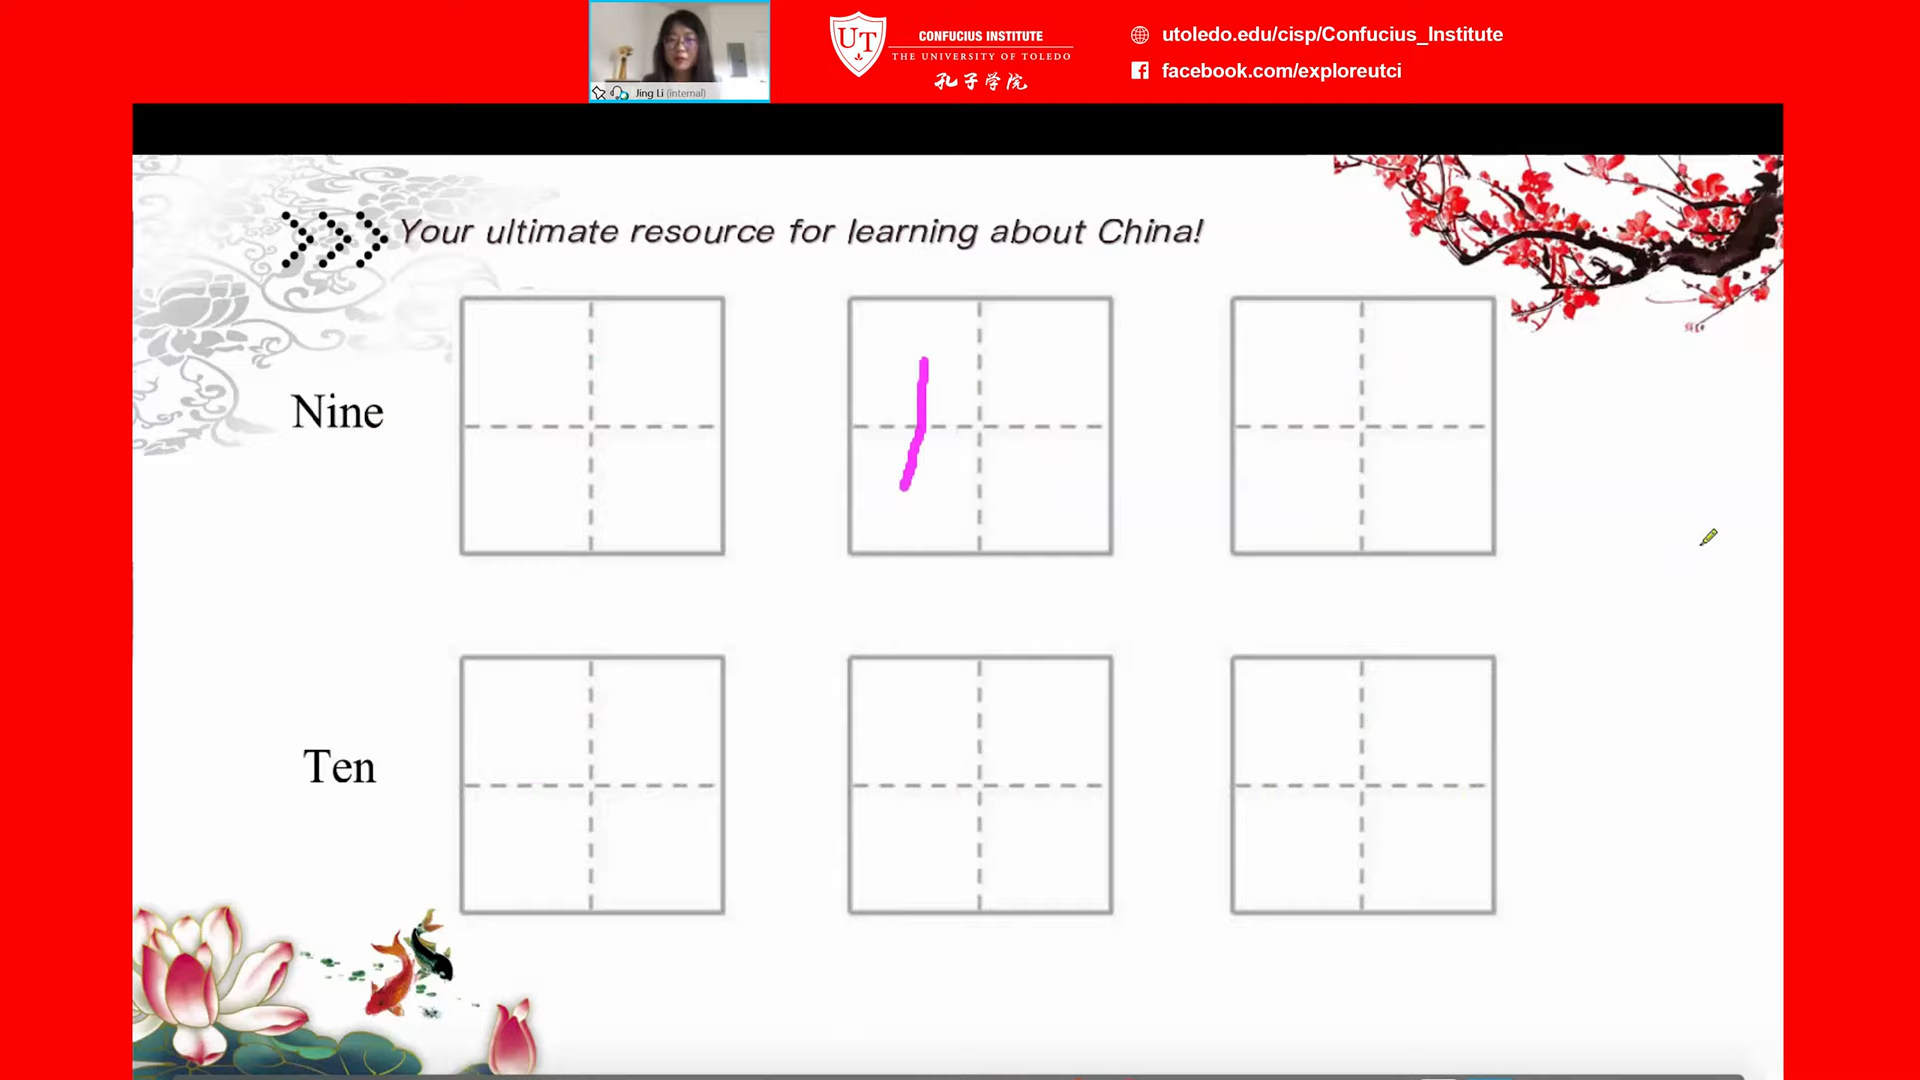 UT
CONFUCIUS INSTITUTE
THE UNIVERSITY OF TOLEDO
孔子学院
utoledo.edu/cisp/Confucius_Institute
facebook.com/exploreutci
Jing Li (internal)
Your ultimate resource for learning about China!
Nine
Ten